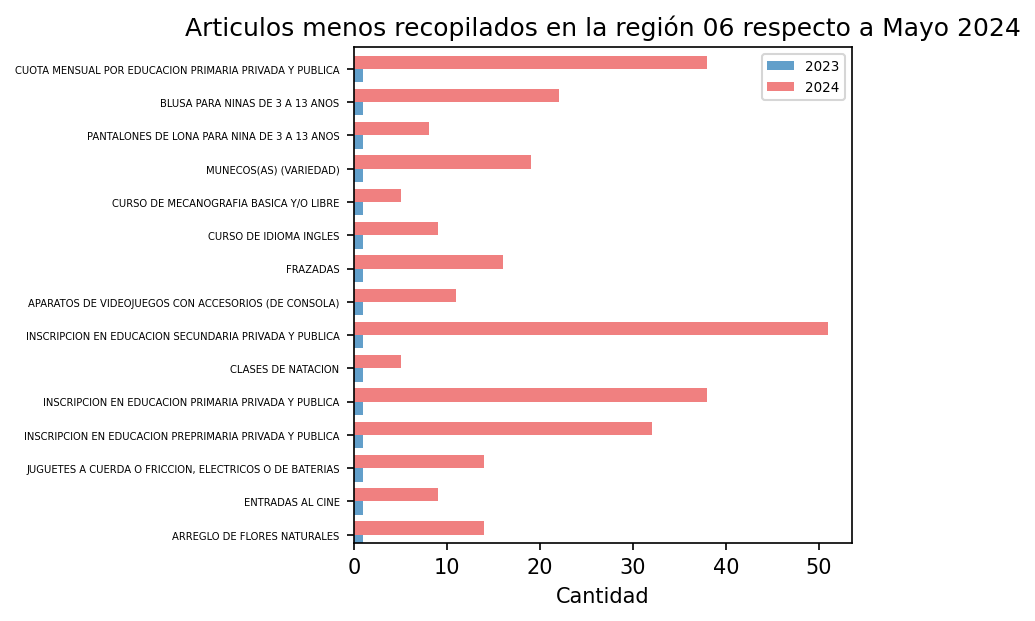 Articulos menos recopilados en la región 06 respecto a Mayo 2024
CUOTA MENSUAL POR EDUCACION PRIMARIA PRIVADA Y PUBLICA
BLUSA PARA NINAS DE 3 A 13 ANOS
PANTALONES DE LONA PARA NINA DE 3 A 13 ANOS
MUNECOS(AS) (VARIEDAD)
CURSO DE MECANOGRAFIA BASICA Y/O LIBRE
CURSO DE IDIOMA INGLES
FRAZADAS
APARATOS DE VIDEOJUEGOS CON ACCESORIOS (DE CONSOLA)
INSCRIPCION EN EDUCACION SECUNDARIA PRIVADA Y PUBLICA
CLASES DE NATACION
INSCRIPCION EN EDUCACION PRIMARIA PRIVADA Y PUBLICA
INSCRIPCION EN EDUCACION PREPRIMARIA PRIVADA Y PUBLICA
JUGUETES A CUERDA O FRICCION, ELECTRICOS O DE BATERIAS
ENTRADAS AL CINE
ARREGLO DE FLORES NATURALES
2023
2024
0 10 20 30 40 50
Cantidad